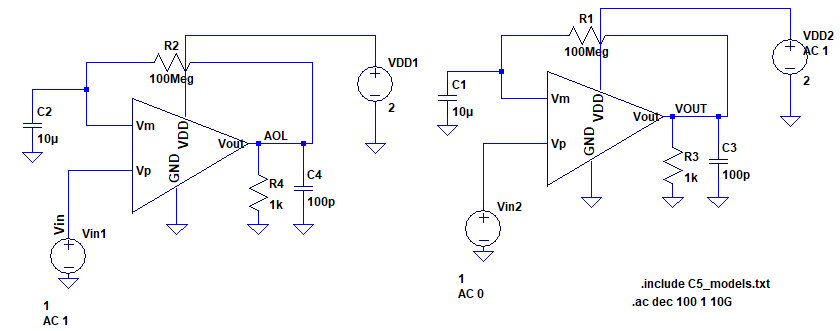 R2
100Meg
VDD1
2
C2
10µ
Vm
VDD
Vout
AOL
Vp
GND
R4
1k
C4
100p
Vin
Vin1
1
AC 1
R1
100Meg
VDD2
AC 1
2
C1
10µ
Vm
VDD
Vout
VOUT
Vp
GND
R3
1k
C3
100p
Vin2
1
AC 0
.include C5_models.txt
.ac dec 100 1 10G